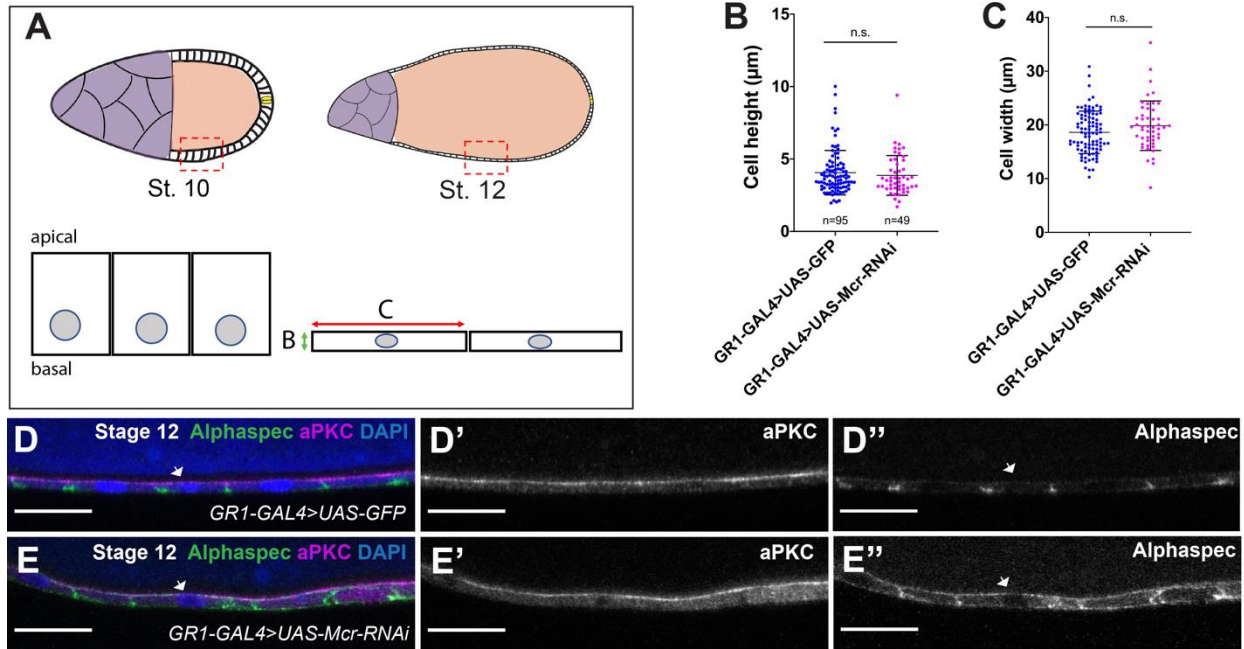 A
St. 10
St. 12
apical
basal
B
C
B
Cell height (µm)
15
10
5
0
n.s.
n=95
n=49
GR1-GAL4>UAS-GFP
GR1-GAL4>UAS-Mcr-RNAi
C
Cell width (µm)
40
30
20
10
0
n.s.
GR1-GAL4>UAS-GFP
GR1-GAL4>UAS-Mcr-RNAi
D
Stage 12 Alphaspec aPKC DAPI
GR1-GAL4>UAS-GFP
D'
aPKC
D''
Alphaspec
E
Stage 12 Alphaspec aPKC DAPI
GR1-GAL4>UAS-Mcr-RNAi
E'
aPKC
E''
Alphaspec